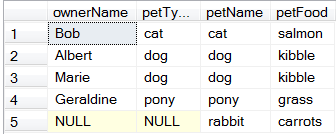 ownerName petTy... petName petFood
1 Bob cat cat salmon
2 Albert dog dog kibble
3 Marie dog dog kibble
4 Geraldine pony pony grass
5 NULL NULL rabbit carrots